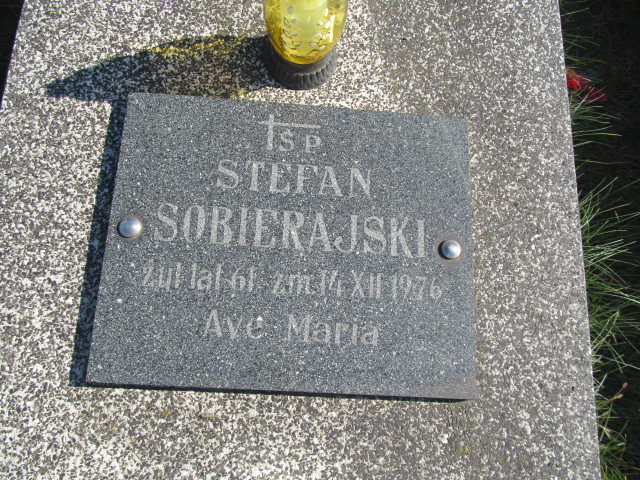 ŚP
STEFAN
SOBIERAJSKI
żył lat 61 zm. 14 XII 1976
Ave Maria